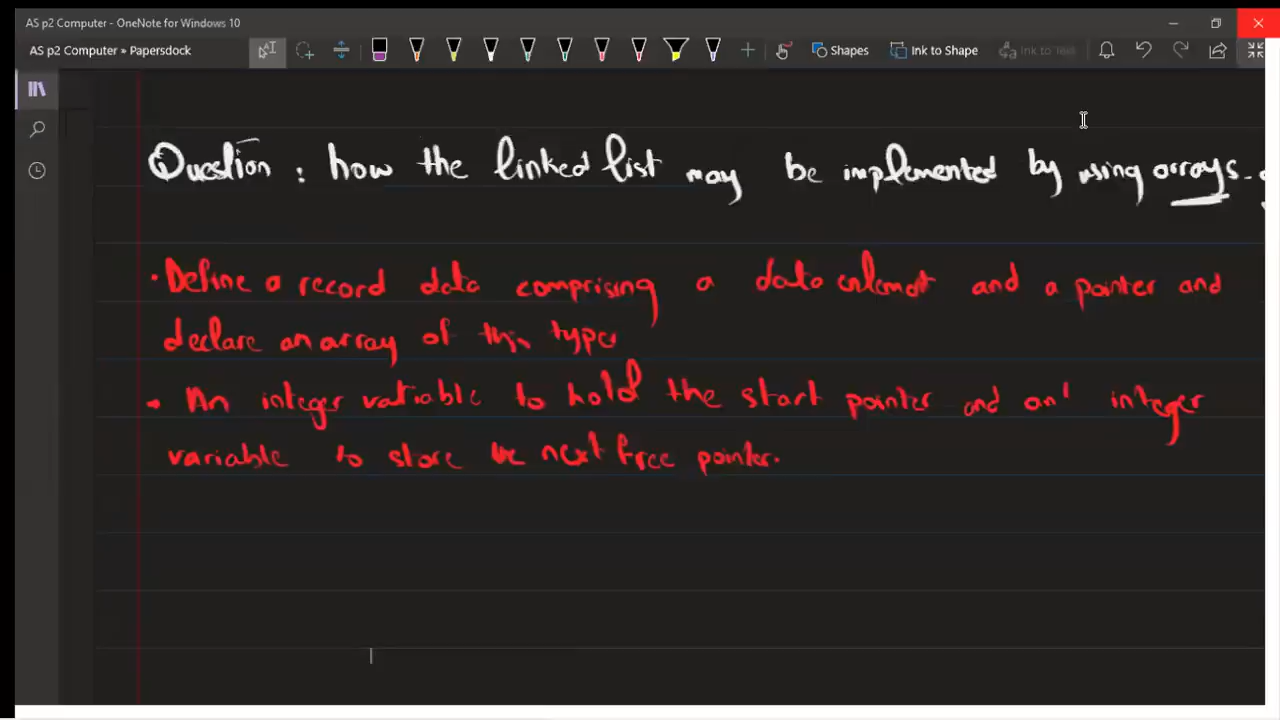 AS p2 Computer - OneNote for Windows 10
AS p2 Computer » Papersdock
Shapes
Ink to Shape
Ink to Text
Question : how the linked list may be implemented by using arrays.
• Define a record data comprising a data element and a pointer and
declare an array of this type
• An integer variable to hold the start pointer and an integer
variable to store the next free pointer.